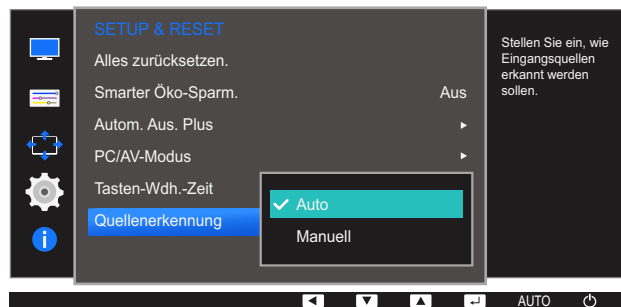 SETUP & RESET
Alles zurücksetzen.
Smarter Öko-Sparm. Aus
Autom. Aus. Plus
PC/AV-Modus
Tasten-Wdh.-Zeit
Quellenerkennung
Auto
Manuell
Stellen Sie ein, wie
Eingangsquellen
erkannt werden
sollen.
AUTO